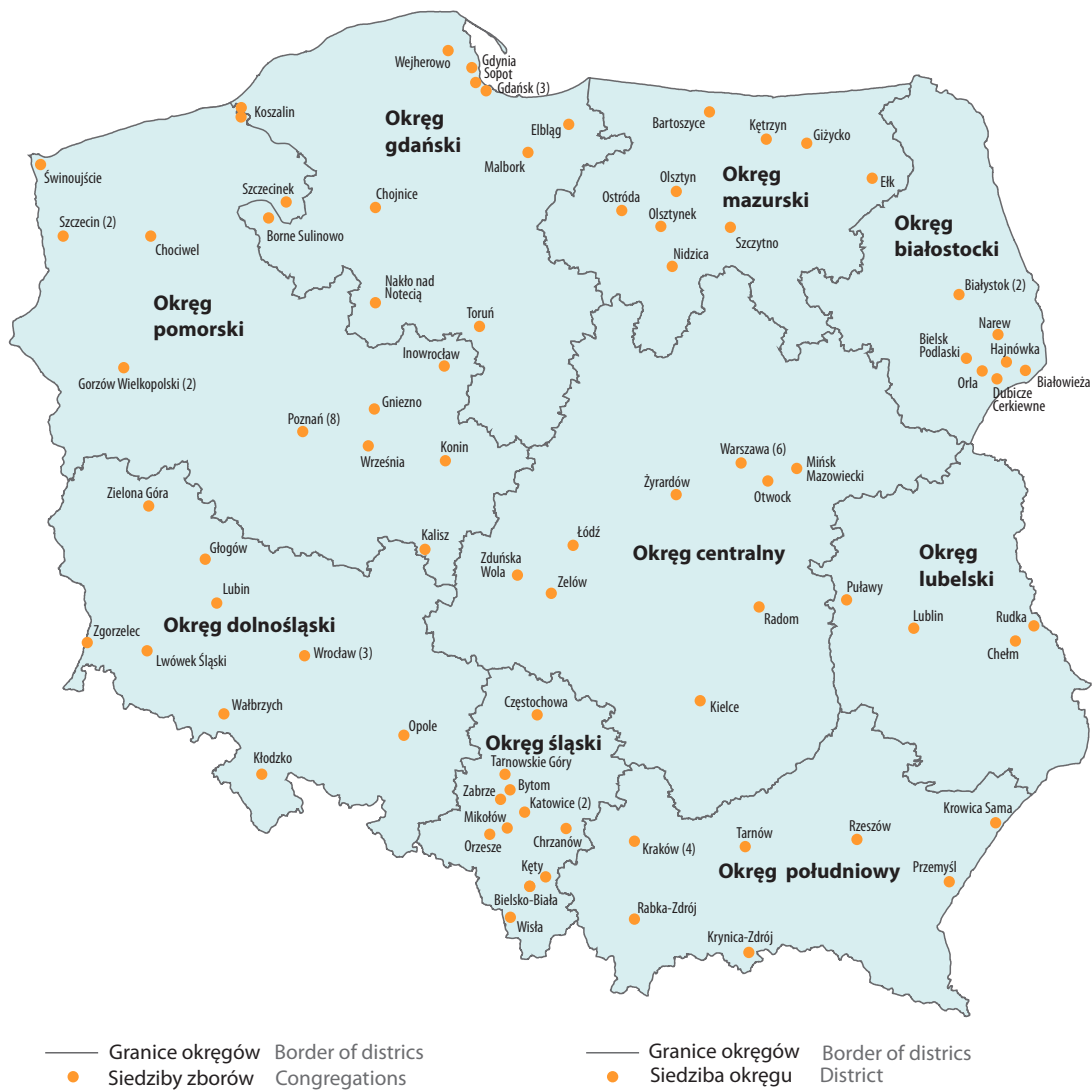 Wejherowo
Gdynia
Sopot
Gdańsk (3)
Koszalin
Okręg
gdański
Elbląg
Malbork
Bartoszyce
Kętrzyn
Giżycko
Świnoujście
Szczecinek
Chojnice
Olsztyn
Okręg
mazurski
Ełk
Ostróda
Szczecin (2)
Chociwel
Borne Sulinowo
Olsztynek
Szczytno
Nidzica
Okręg
białostocki
Białystok (2)
Okręg
pomorski
Nakło nad
Notecią
Toruń
Narew
Bielsk
Podlaski
Hajnówka
Orla
Białowieża
Dubicze
Cerkiewne
Inowrocław
Gorzów Wielkopolski (2)
Gniezno
Poznań (8)
Września
Konin
Warszawa (6)
Mińsk
Mazowiecki
Otwock
Żyrardów
Zielona Góra
Kalisz
Łódź
Głogów
Zduńska
Wola
Zelów
Okręg centralny
Okręg
lubelski
Lubin
Puławy
Radom
Lublin
Rudka
Chełm
Okręg dolnośląski
Zgorzelec
Lwówek Śląski
Wrocław (3)
Wałbrzych
Opole
Kłodzko
Częstochowa
Kielce
Okręg śląski
Tarnowskie Góry
Bytom
Zabrze
Katowice (2)
Mikołów
Orzesze
Chrzanów
Kęty
Bielsko-Biała
Wisła
Krowica Sama
Kraków (4)
Tarnów
Rzeszów
Okręg południowy
Przemyśl
Rabka-Zdrój
Krynica-Zdrój
Granice okręgów Border of districs
Siedziby zborów Congregations
Granice okręgów Border of districs
Siedziba okręgu District